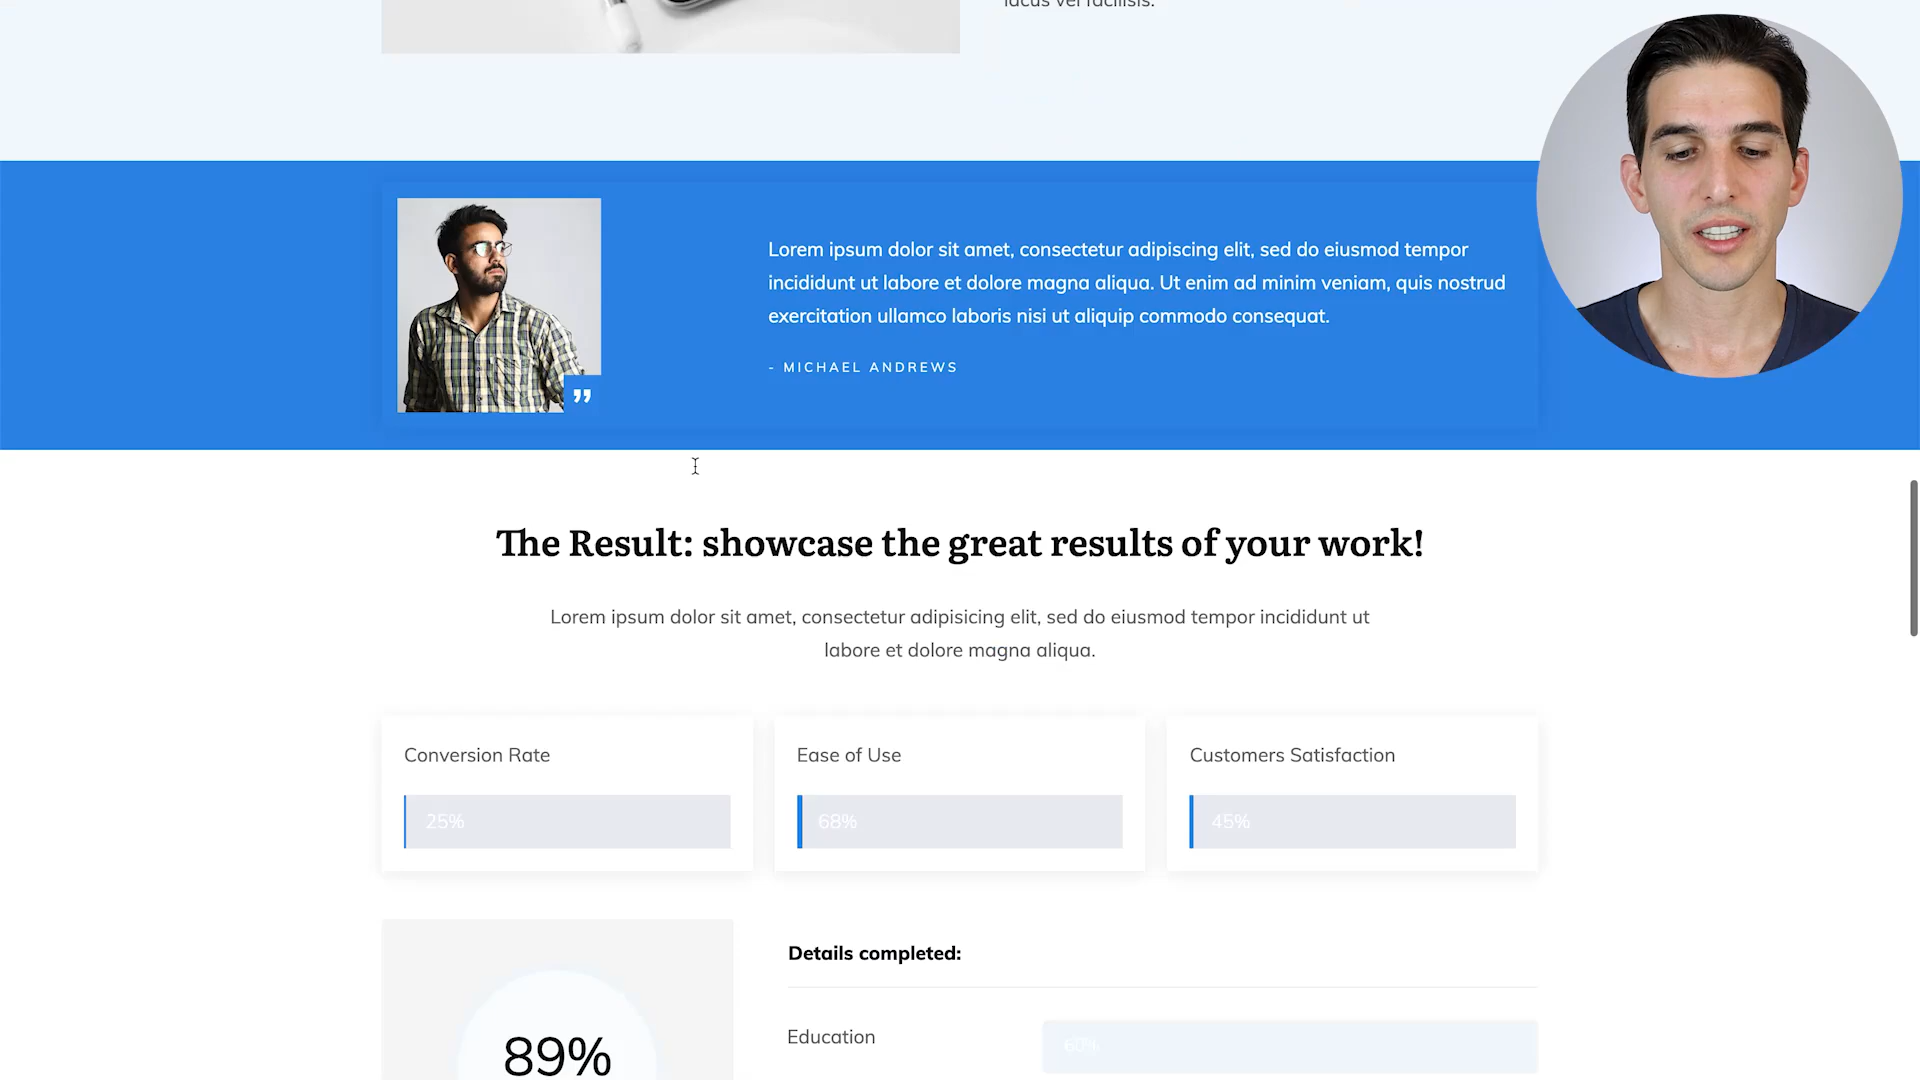 lacus vel facilisis.
Lorem ipsum dolor sit amet, consectetur adipiscing elit, sed do eiusmod tempor
incididunt ut labore et dolore magna aliqua. Ut enim ad minim veniam, quis nostrud
exercitation ullamco laboris nisi ut aliquip commodo consequat.
- MICHAEL ANDREWS
”
The Result: showcase the great results of your work!
Lorem ipsum dolor sit amet, consectetur adipisicing elit, sed do eiusmod tempor incididunt ut
labore et dolore magna aliqua.
Conversion Rate
25%
Ease of Use
68%
Customers Satisfaction
45%
89%
Details completed:
Education
60%